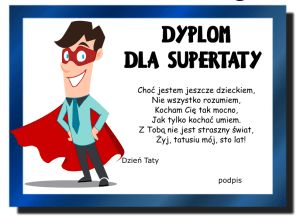 DYPLOM
DLA SUPERTATY
Choć jestem jeszcze dzieckiem,
Nie wszystko rozumiem,
Kocham Cię tak mocno,
Jak tylko kochać umiem.
Z Tobą nie jest straszny świat,
Żyj, tatusiu mój, sto lat!
Dzień Taty
podpis